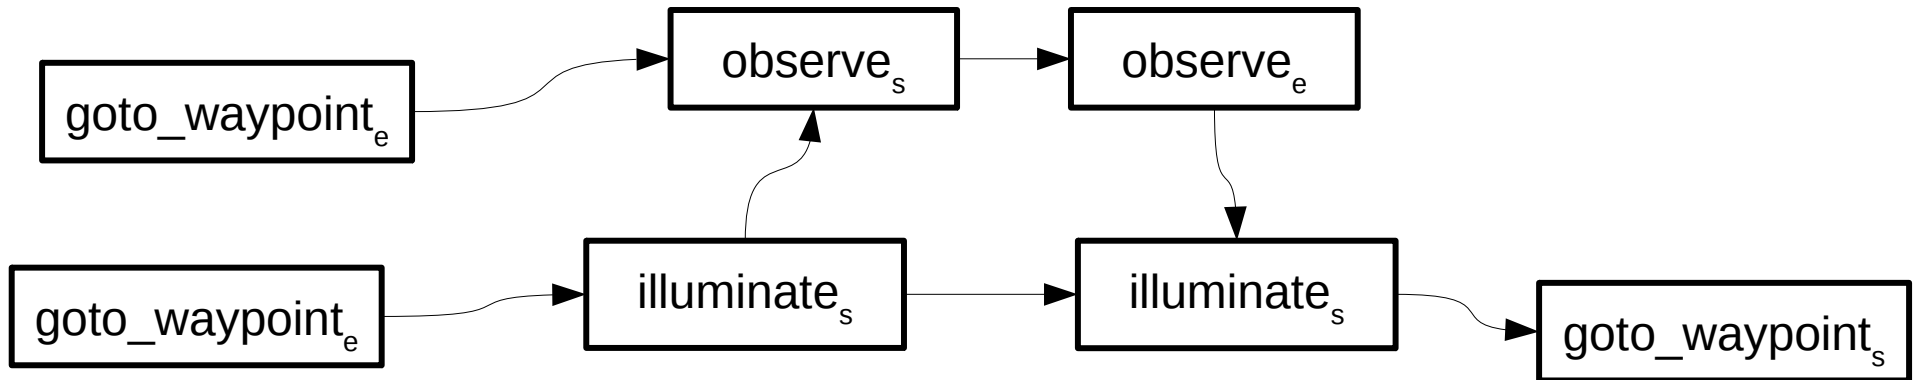 goto_waypointₑ
observeₛ
observeₑ
goto_waypointₑ
illuminateₛ
illuminateₛ
goto_waypointₛ